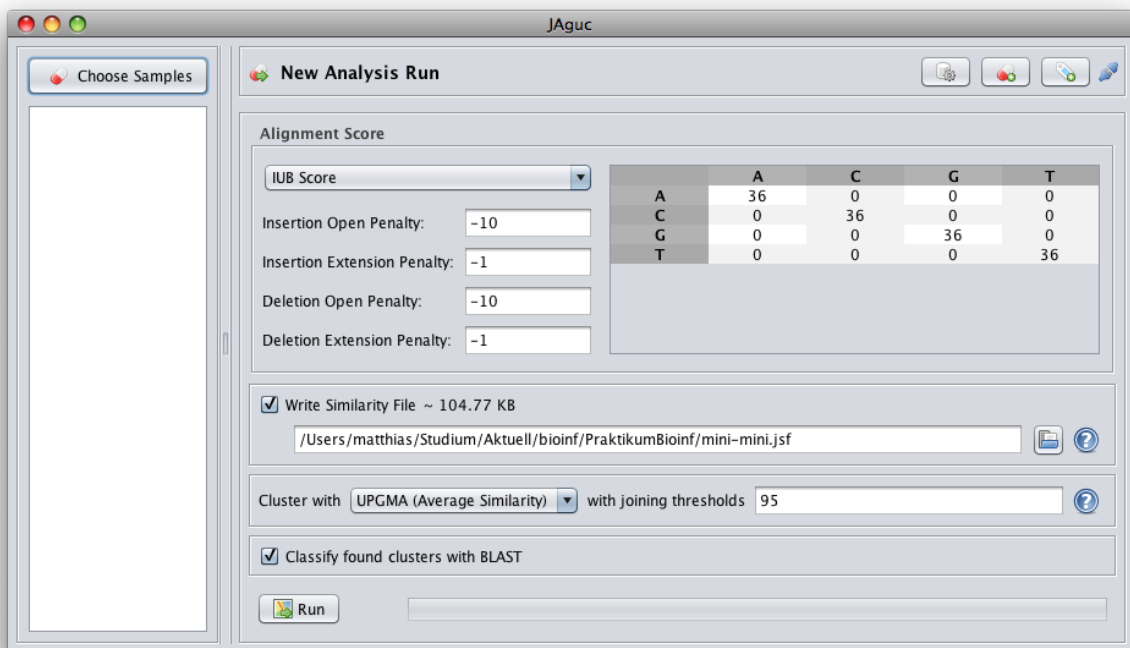 JAguc
Choose Samples
New Analysis Run
Alignment Score
IUB Score
Insertion Open Penalty: -10
Insertion Extension Penalty: -1
Deletion Open Penalty: -10
Deletion Extension Penalty: -1
A C G T
A 36 0 0 0
C 0 36 0 0
G 0 0 36 0
T 0 0 0 36
Write Similarity File ~ 104.77 KB
/Users/matthias/Studium/Aktuell/bioinf/PraktikumBioinf/mini-mini.jsf
Cluster with UPGMA (Average Similarity) with joining thresholds 95
Classify found clusters with BLAST
Run